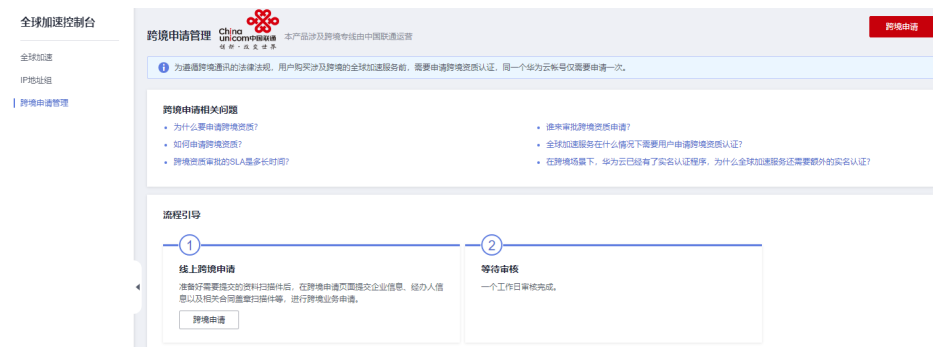 全球加速控制台
全球加速
IP地址组
跨境申请管理
跨境申请管理
China
unicom中国联通
创新·改变世界
本产品涉及跨境专线由中国联通运营
跨境申请
为遵循跨境通讯的法律法规，用户购买涉及跨境的全球加速服务前，需要申请跨境资质认证，同一个华为云帐号仅需要申请一次。
跨境申请相关问题
为什么要申请跨境资质？
谁来审批跨境资质申请？
如何申请跨境资质？
全球加速服务在什么情况下需要用户申请跨境资质认证？
跨境资质审批的SLA是多长时间？
在跨境场景下，华为云已经有了实名认证程序，为什么全球加速服务还需要额外的实名认证？
流程引导
1
线上跨境申请
准备好需要提交的资料扫描件后，在跨境申请页面提交企业信息、经办人信
息以及相关合同盖章扫描件等，进行跨境业务申请。
跨境申请
2
等待审核
一个工作日审核完成。